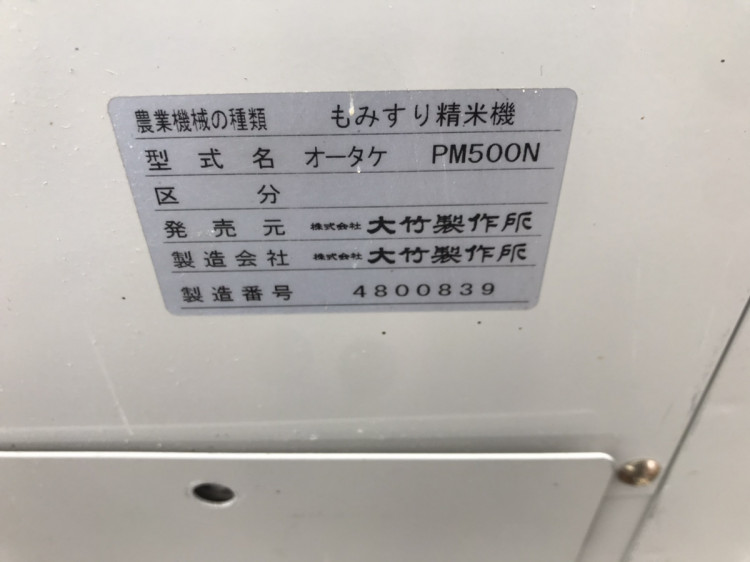 農業機械の種類 もみすり精米機
型式名 オータケ PM500N
区分
発売元 株式会社 大竹製作所
製造会社 株式会社 大竹製作所
製造番号 4800839